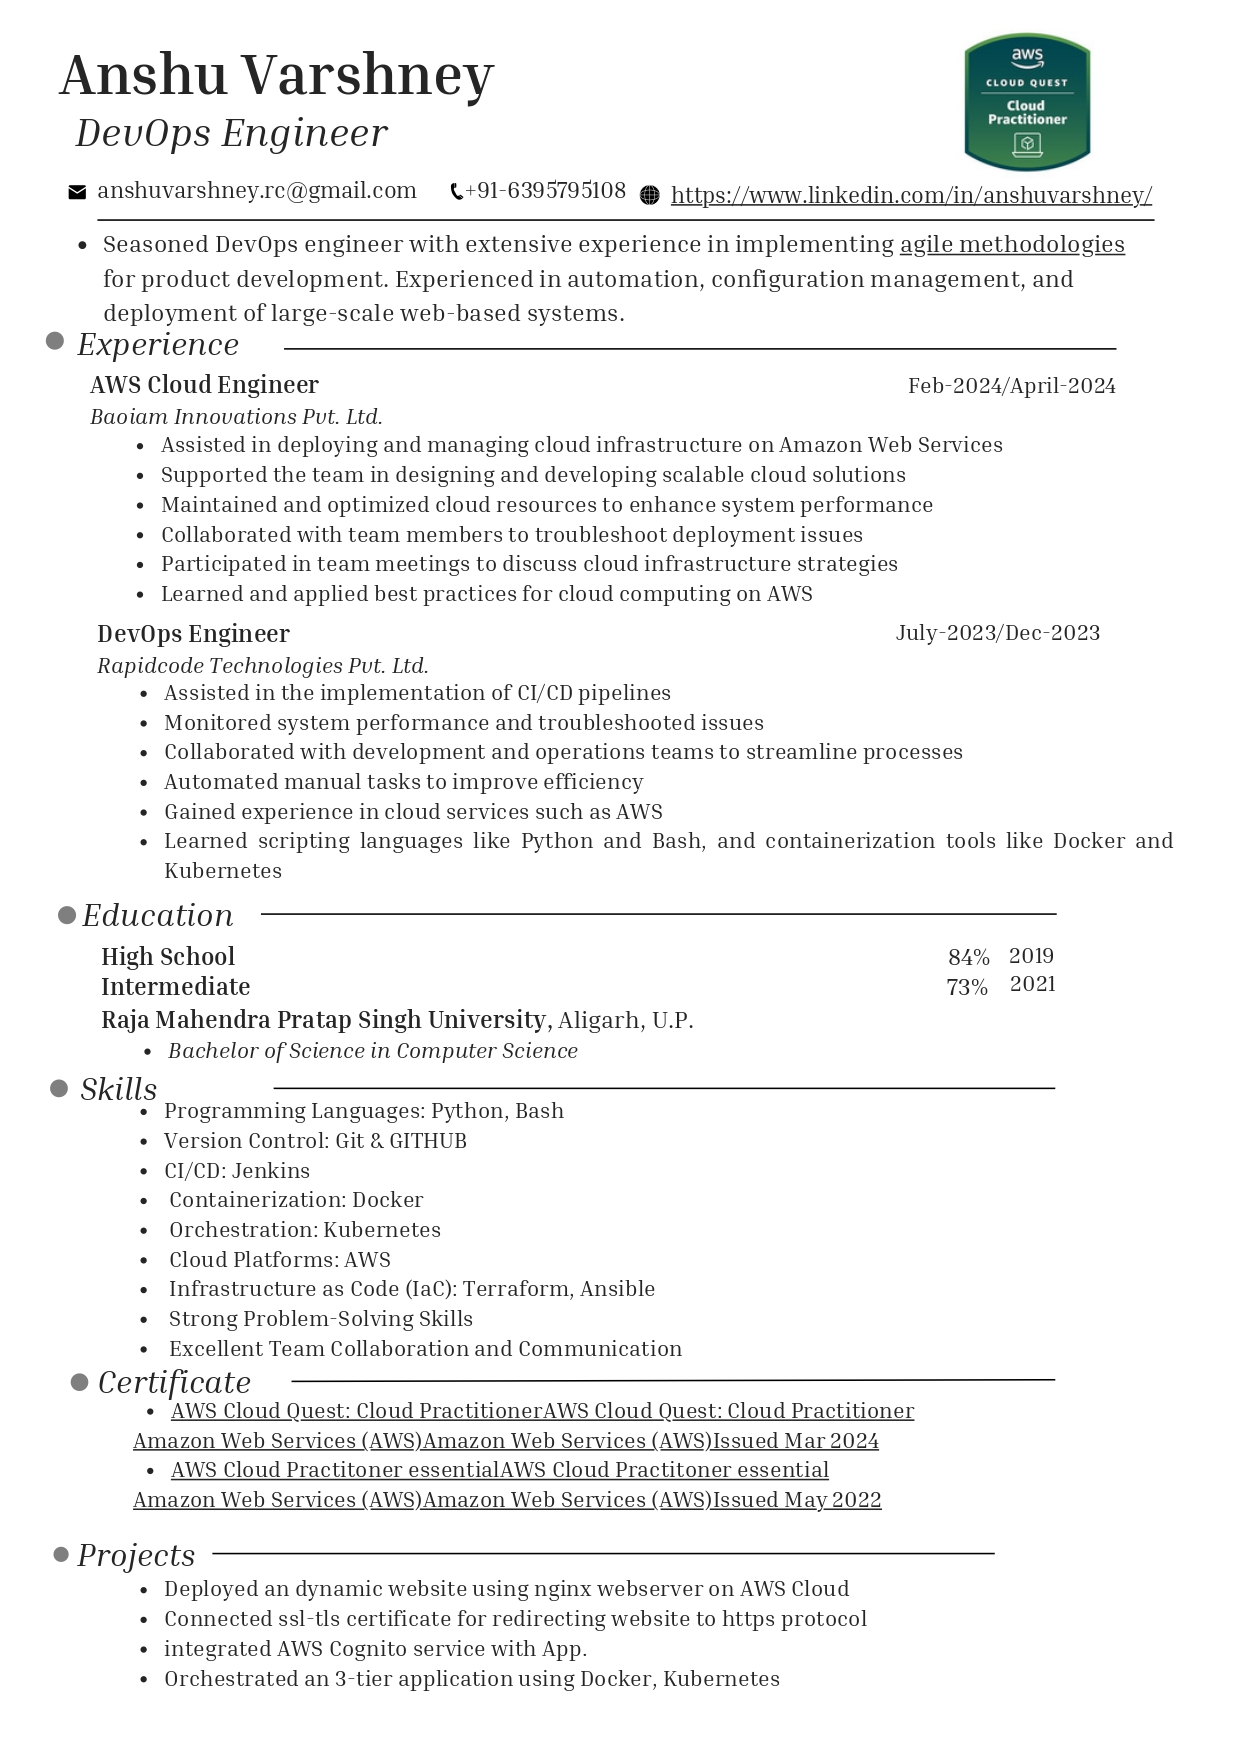 Anshu Varshney
DevOps Engineer
aws
CLOUD QUEST
Cloud
Practitioner
anshuvarshney.rc@gmail.com +91-6395795108 https://www.linkedin.com/in/anshuvarshney/
• Seasoned DevOps engineer with extensive experience in implementing agile methodologies
for product development. Experienced in automation, configuration management, and
deployment of large-scale web-based systems.
Experience
AWS Cloud Engineer Feb-2024/April-2024
Baoiam Innovations Pvt. Ltd.
• Assisted in deploying and managing cloud infrastructure on Amazon Web Services
• Supported the team in designing and developing scalable cloud solutions
• Maintained and optimized cloud resources to enhance system performance
• Collaborated with team members to troubleshoot deployment issues
• Participated in team meetings to discuss cloud infrastructure strategies
• Learned and applied best practices for cloud computing on AWS
DevOps Engineer July-2023/Dec-2023
Rapidcode Technologies Pvt. Ltd.
• Assisted in the implementation of CI/CD pipelines
• Monitored system performance and troubleshooted issues
• Collaborated with development and operations teams to streamline processes
• Automated manual tasks to improve efficiency
• Gained experience in cloud services such as AWS
• Learned scripting languages like Python and Bash, and containerization tools like Docker and
Kubernetes
Education
High School 84% 2019
Intermediate 73% 2021
Raja Mahendra Pratap Singh University, Aligarh, U.P.
• Bachelor of Science in Computer Science
Skills
• Programming Languages: Python, Bash
• Version Control: Git & GITHUB
• CI/CD: Jenkins
• Containerization: Docker
• Orchestration: Kubernetes
• Cloud Platforms: AWS
• Infrastructure as Code (IaC): Terraform, Ansible
• Strong Problem-Solving Skills
• Excellent Team Collaboration and Communication
Certificate
• AWS Cloud Quest: Cloud PractitionerAWS Cloud Quest: Cloud Practitioner
Amazon Web Services (AWS)Amazon Web Services (AWS)Issued Mar 2024
• AWS Cloud Practitoner essentialAWS Cloud Practitoner essential
Amazon Web Services (AWS)Amazon Web Services (AWS)Issued May 2022
Projects
• Deployed an dynamic website using nginx webserver on AWS Cloud
• Connected ssl-tls certificate for redirecting website to https protocol
• integrated AWS Cognito service with App.
• Orchestrated an 3-tier application using Docker, Kubernetes